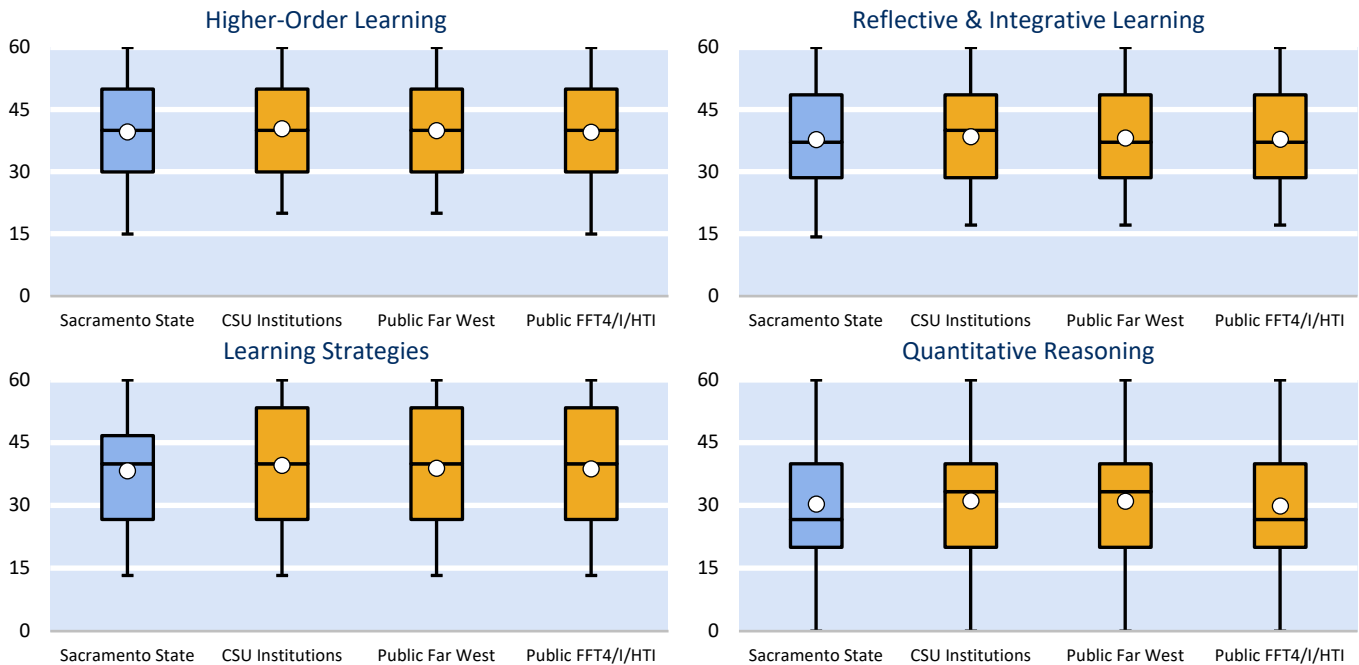 Higher-Order Learning
60
45
30
15
0
Sacramento State CSU Institutions Public Far West Public FFT4/I/HTI
Reflective & Integrative Learning
60
45
30
15
0
Sacramento State CSU Institutions Public Far West Public FFT4/I/HTI
Learning Strategies
60
45
30
15
0
Sacramento State CSU Institutions Public Far West Public FFT4/I/HTI
Quantitative Reasoning
60
45
30
15
0
Sacramento State CSU Institutions Public Far West Public FFT4/I/HTI